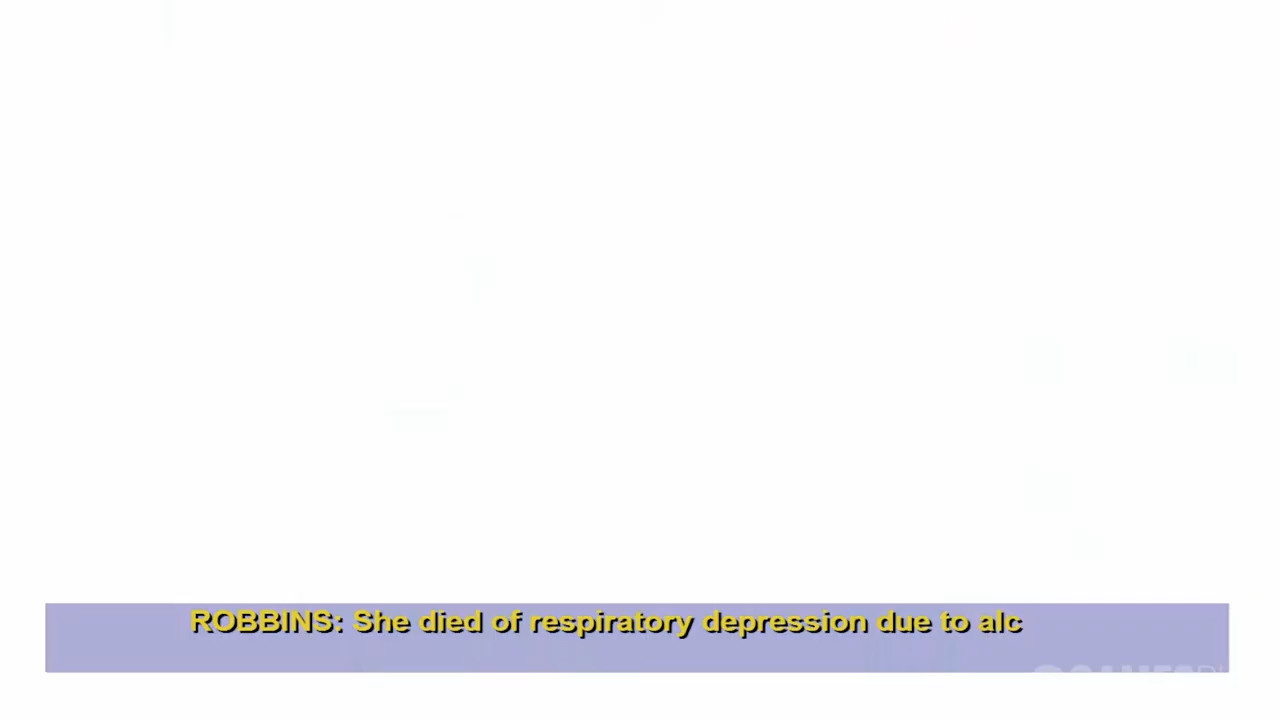 ROBBINS: She died of respiratory depression due to alc